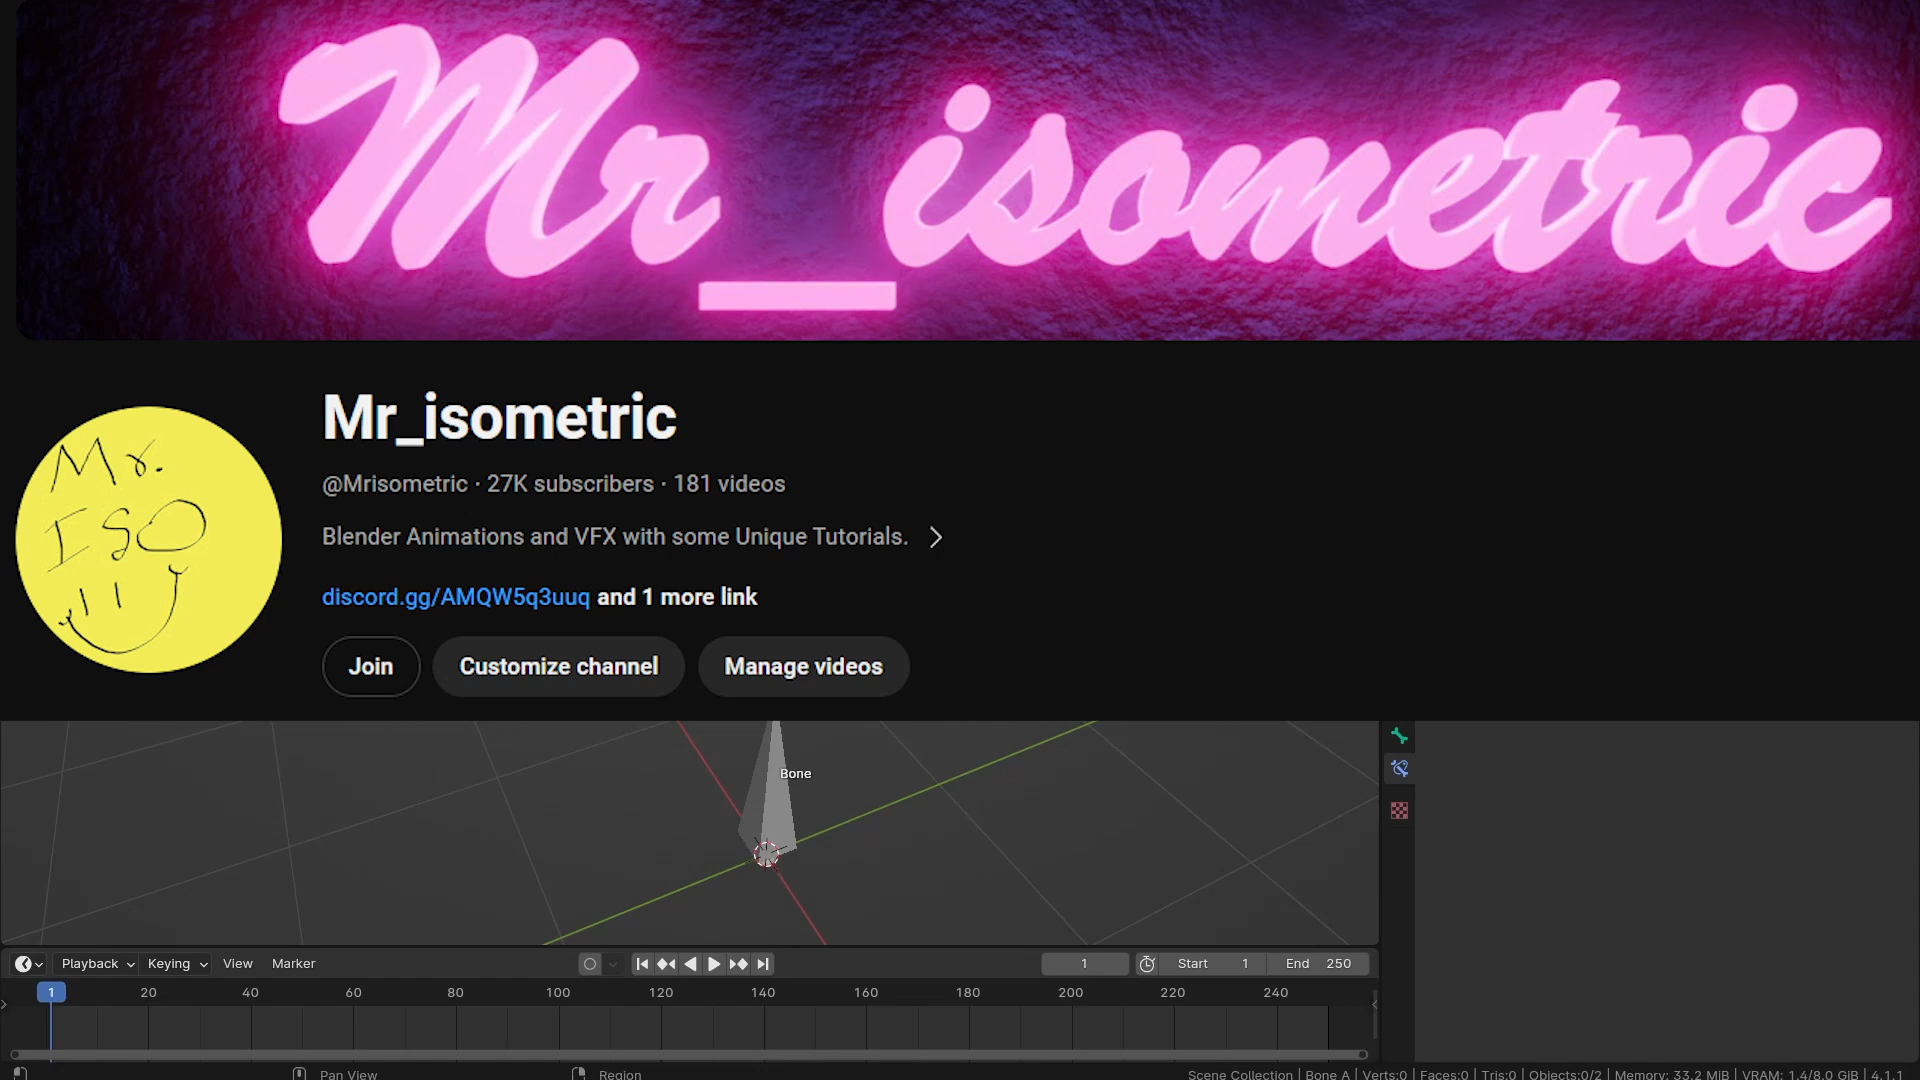 Mr_isometric
Mr.
ISO
Mr_isometric
@Mrisometric · 27K subscribers · 181 videos
Blender Animations and VFX with some Unique Tutorials.
discord.gg/AMQW5q3uuq and 1 more link
Join Customize channel Manage videos
Bone
Playback Keying View Marker 1 Start 1 End 250
1 20 40 60 80 100 120 140 160 180 200 220 240
Pan View Region Scene Collection | Bone A | Verts:0 | Faces:0 | Tris:0 | Objects:0/2 | Memory: 33.2 MiB | VRAM: 1.4/8.0 GiB | 4.1.1